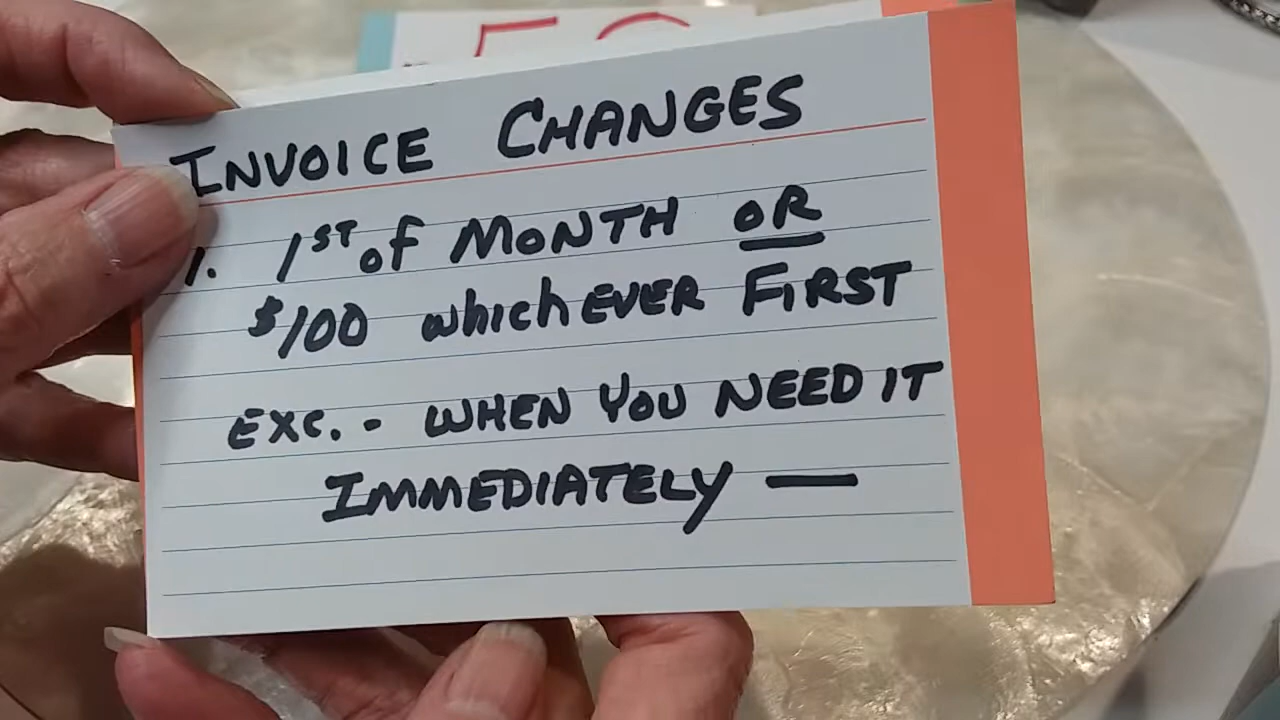 INVOICE CHANGES
1. 1ST of MONTH OR
$100 whichEVER FIRST
EXC. - WHEN YOU NEED IT
IMMEDIATELY —